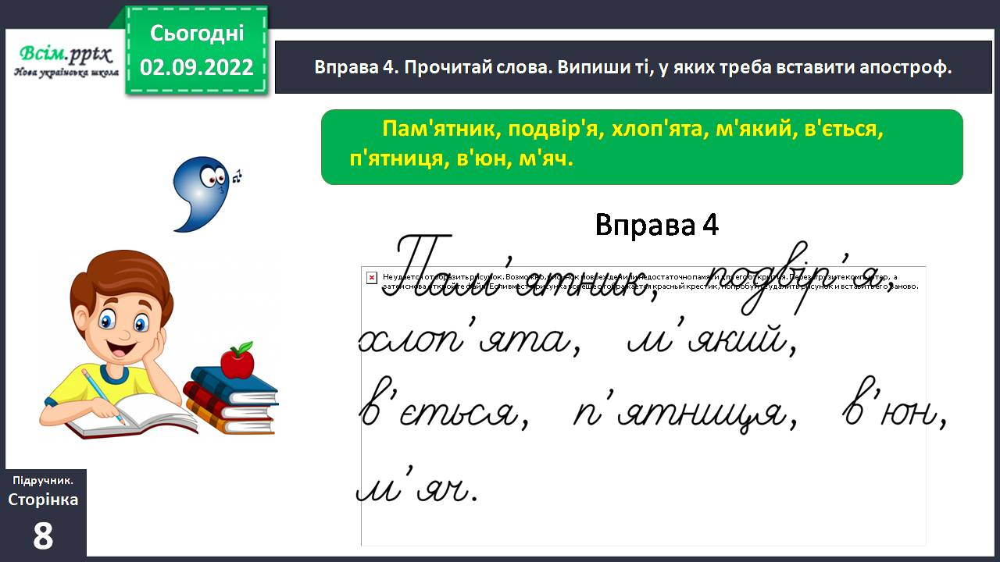 Всім.pptx
Нова українська школа
Сьогодні
02.09.2022
Вправа 4. Прочитай слова. Випиши ті, у яких треба вставити апостроф.
Пам'ятник, подвір'я, хлоп'ята, м'який, в'ється,
п'ятниця, в'юн, м'яч.
Вправа 4
Пам'ятник, подвір'я,
Не удается отобразить рисунок. Возможно, рисунок поврежден или недостаточно памяти для его открытия. Перезагрузите компьютер, а
затем снова откройте файл. Если вместо рисунка все еще отображается красный крестик, попробуйте удалить рисунок и вставить его заново.
хлоп'ята, м'який,
в'ється, п'ятниця, в'юн,
м'яч.
Підручник.
Сторінка
8